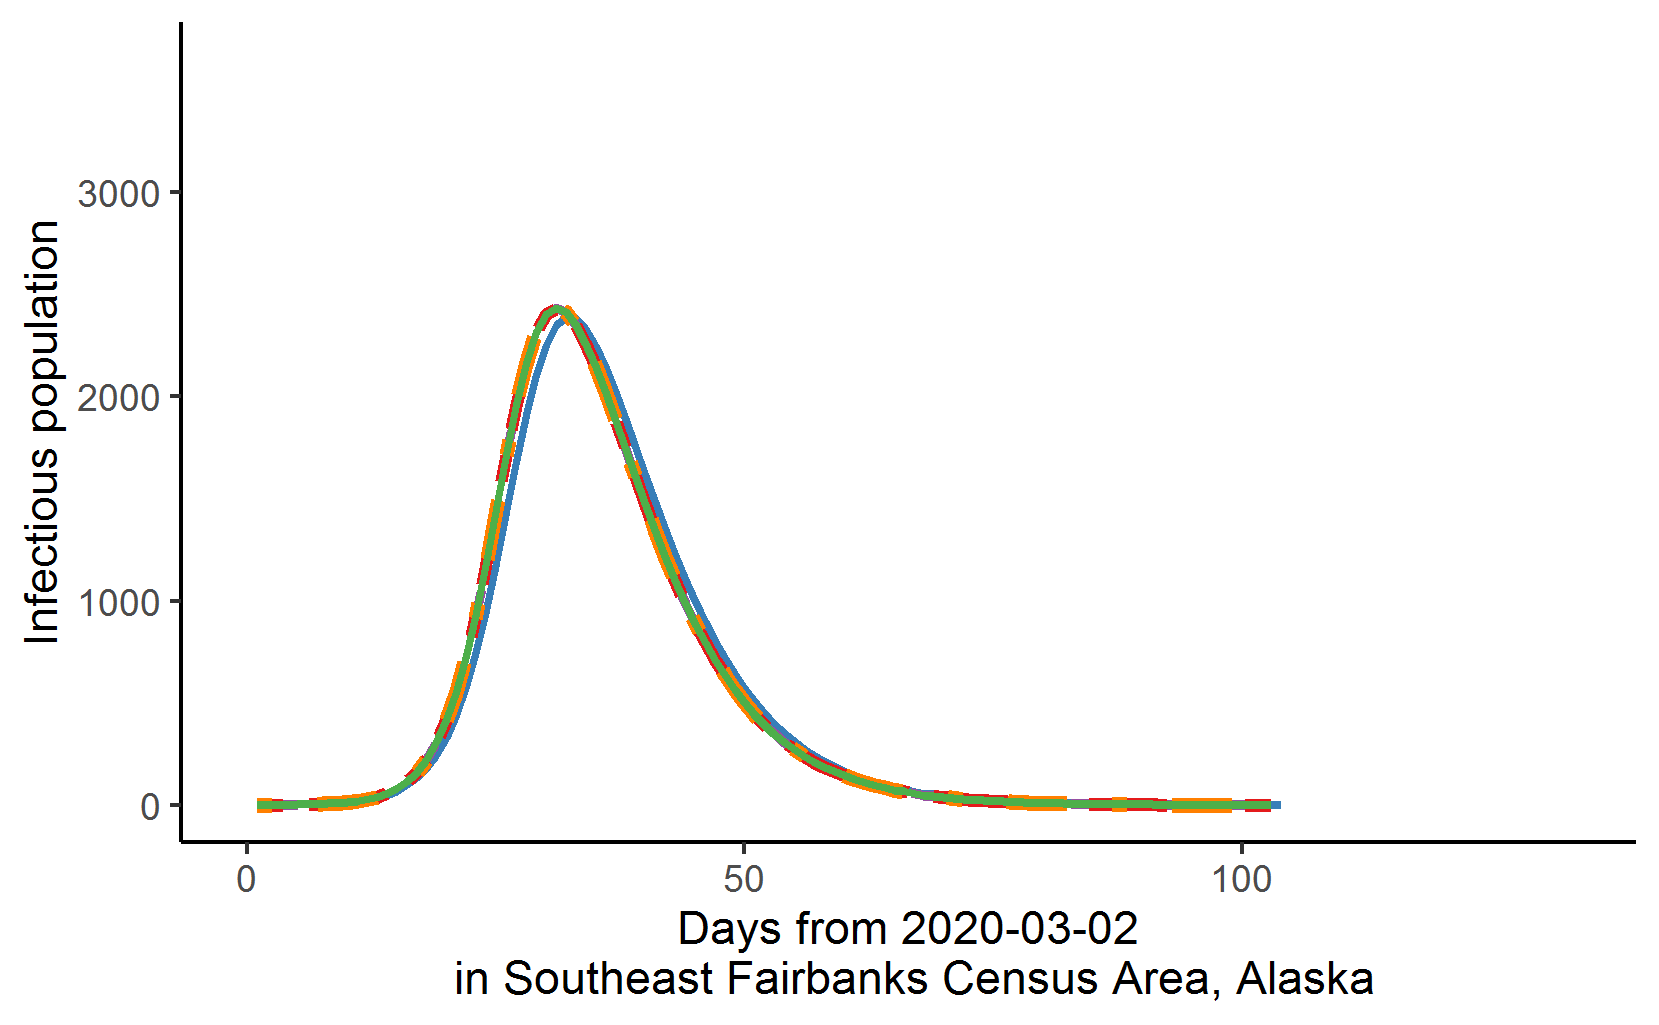 Infectious population
3000
2000
1000
0
0 50 100
Days from 2020-03-02
in Southeast Fairbanks Census Area, Alaska